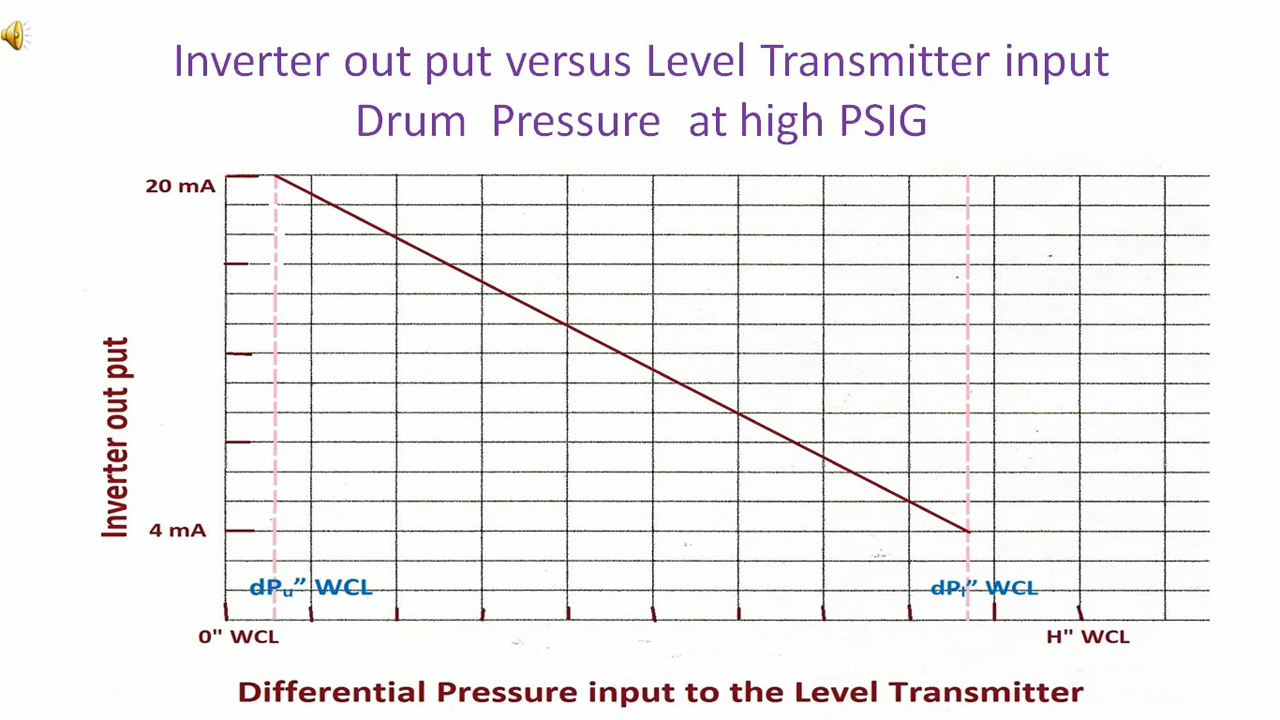 Inverter out put versus Level Transmitter input
Drum Pressure at high PSIG
20 mA
Inverter out put
4 mA
dPᵤ” WCL
dPₗ” WCL
0" WCL
H" WCL
Differential Pressure input to the Level Transmitter